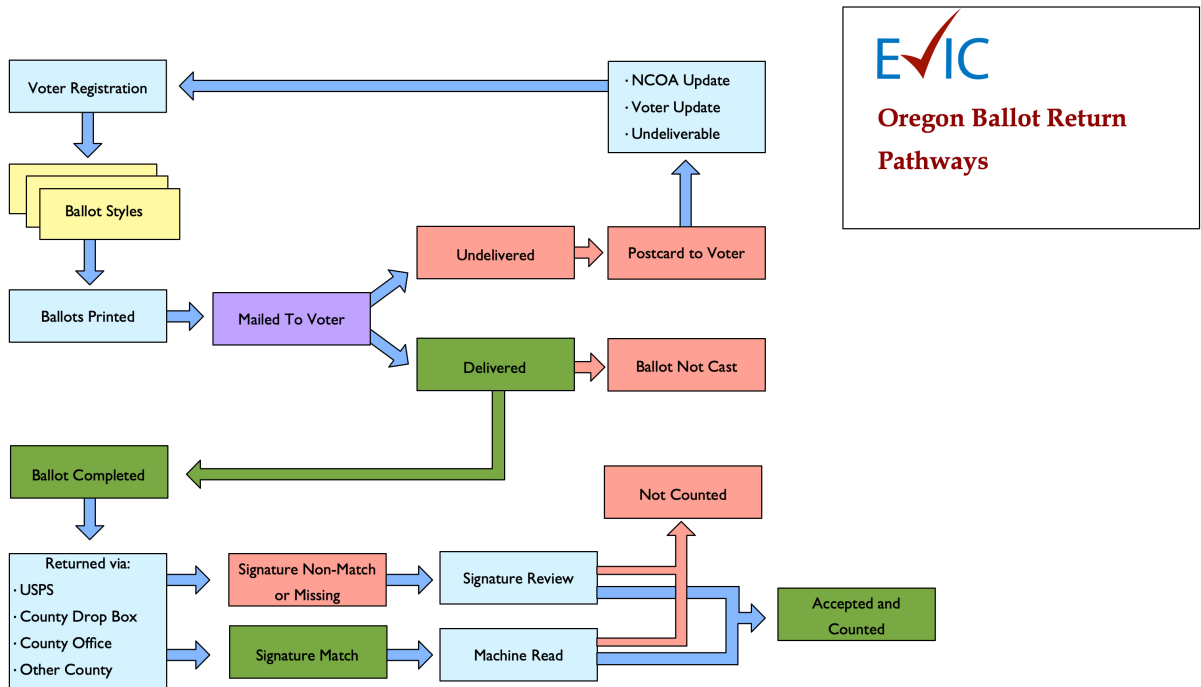 EVIC
Oregon Ballot Return
Pathways
Voter Registration
· NCOA Update
· Voter Update
· Undeliverable
Ballot Styles
Undelivered
Postcard to Voter
Ballots Printed
Mailed To Voter
Delivered
Ballot Not Cast
Ballot Completed
Not Counted
Returned via:
· USPS
· County Drop Box
· County Office
· Other County
Signature Non-Match
or Missing
Signature Review
Accepted and
Counted
Signature Match
Machine Read